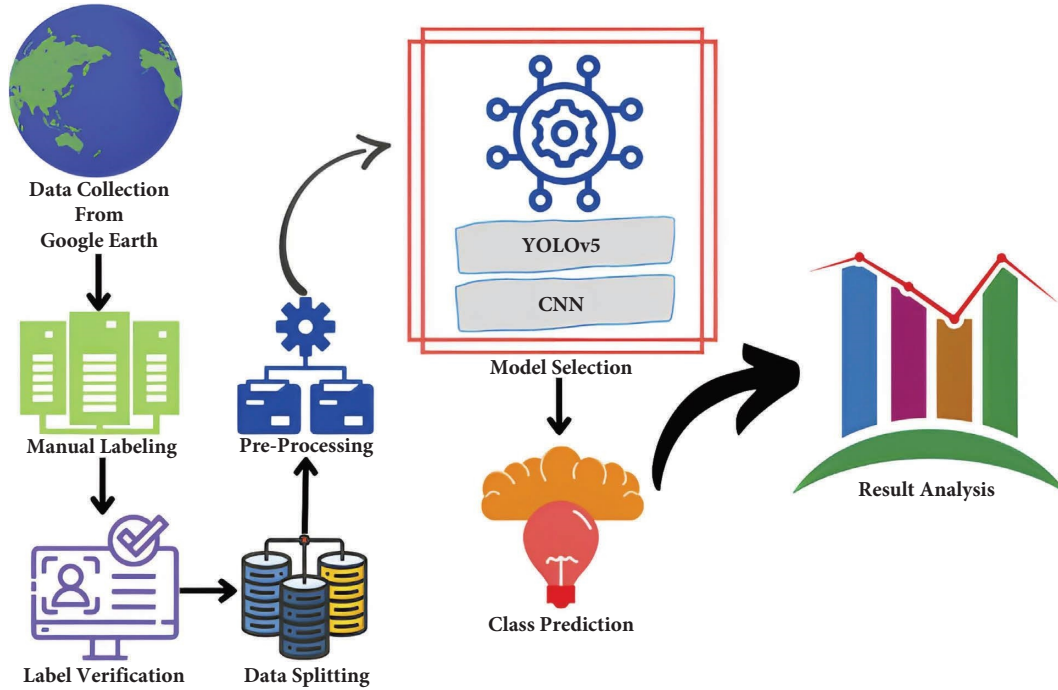 Data Collection
From
Google Earth
Manual Labeling
Label Verification
Data Splitting
Pre-Processing
YOLOv5
CNN
Model Selection
Class Prediction
Result Analysis